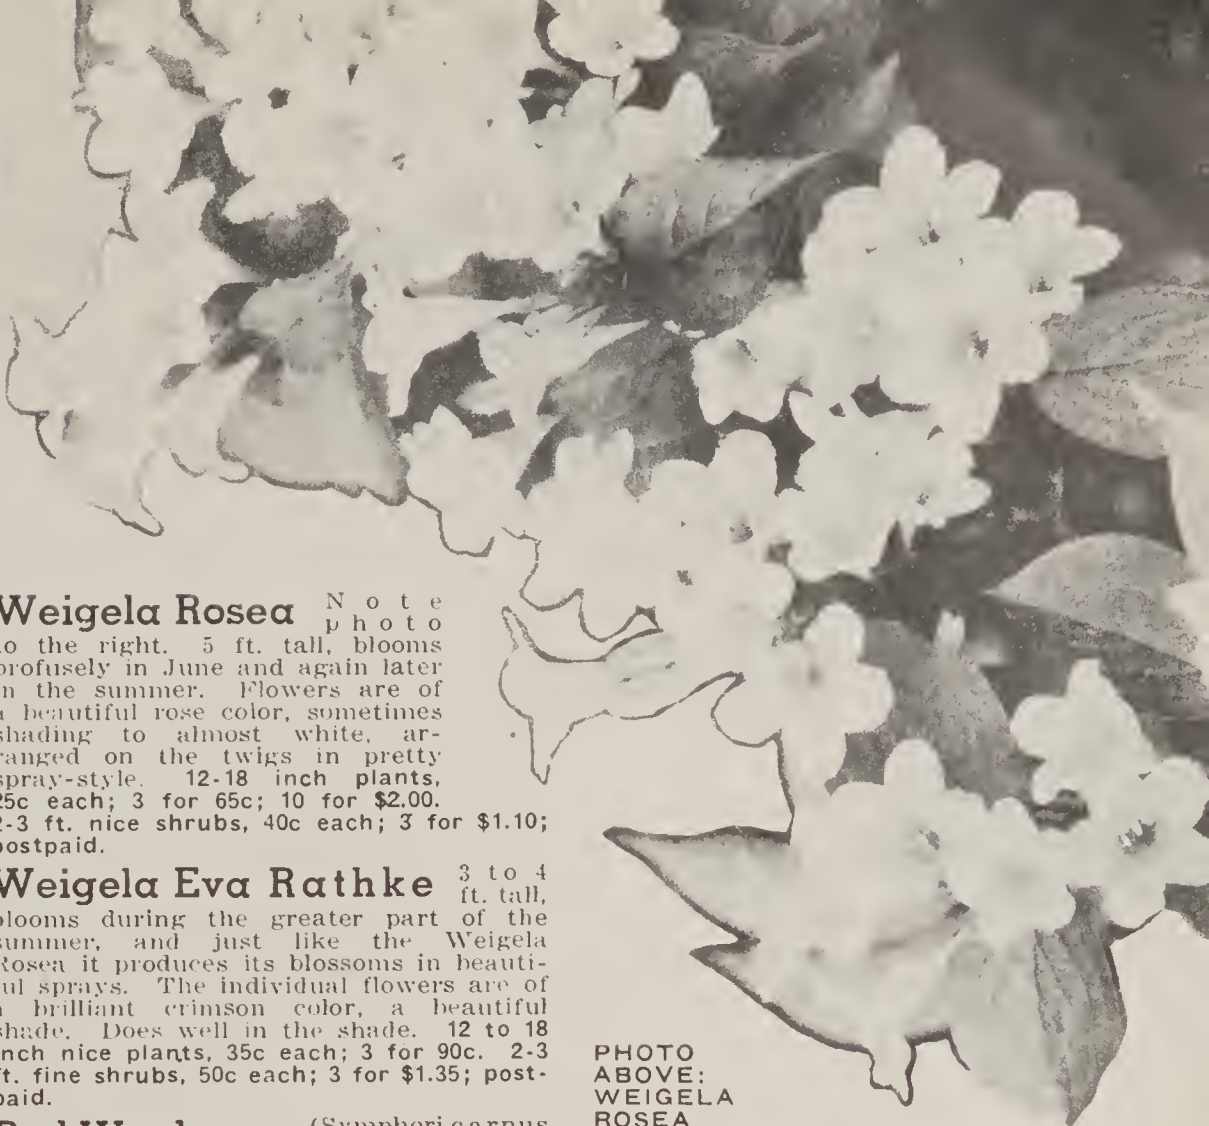 Weigela Rosea Note
photo
to the right. 5 ft. tall, blooms
profusely in June and again later
in the summer. Flowers are of
a beautiful rose color, sometimes
shading to almost white, ar-
ranged on the twigs in pretty
spray-style. 12-18 inch plants,
25c each; 3 for 65c; 10 for $2.00.
2-3 ft. nice shrubs, 40c each; 3 for $1.10;
postpaid.
Weigela Eva Rathke 3 to 4
ft. tall,
blooms during the greater part of the
summer, and just like the Weigela
Rosea it produces its blossoms in beauti-
ful sprays. The individual flowers are of
a brilliant crimson color, a beautiful
shade. Does well in the shade. 12 to 18
inch nice plants, 35c each; 3 for 90c. 2-3
ft. fine shrubs, 50c each; 3 for $1.35; post-
paid.
(Symphoricarpus
PHOTO
ABOVE:
WEIGELA
ROSEA